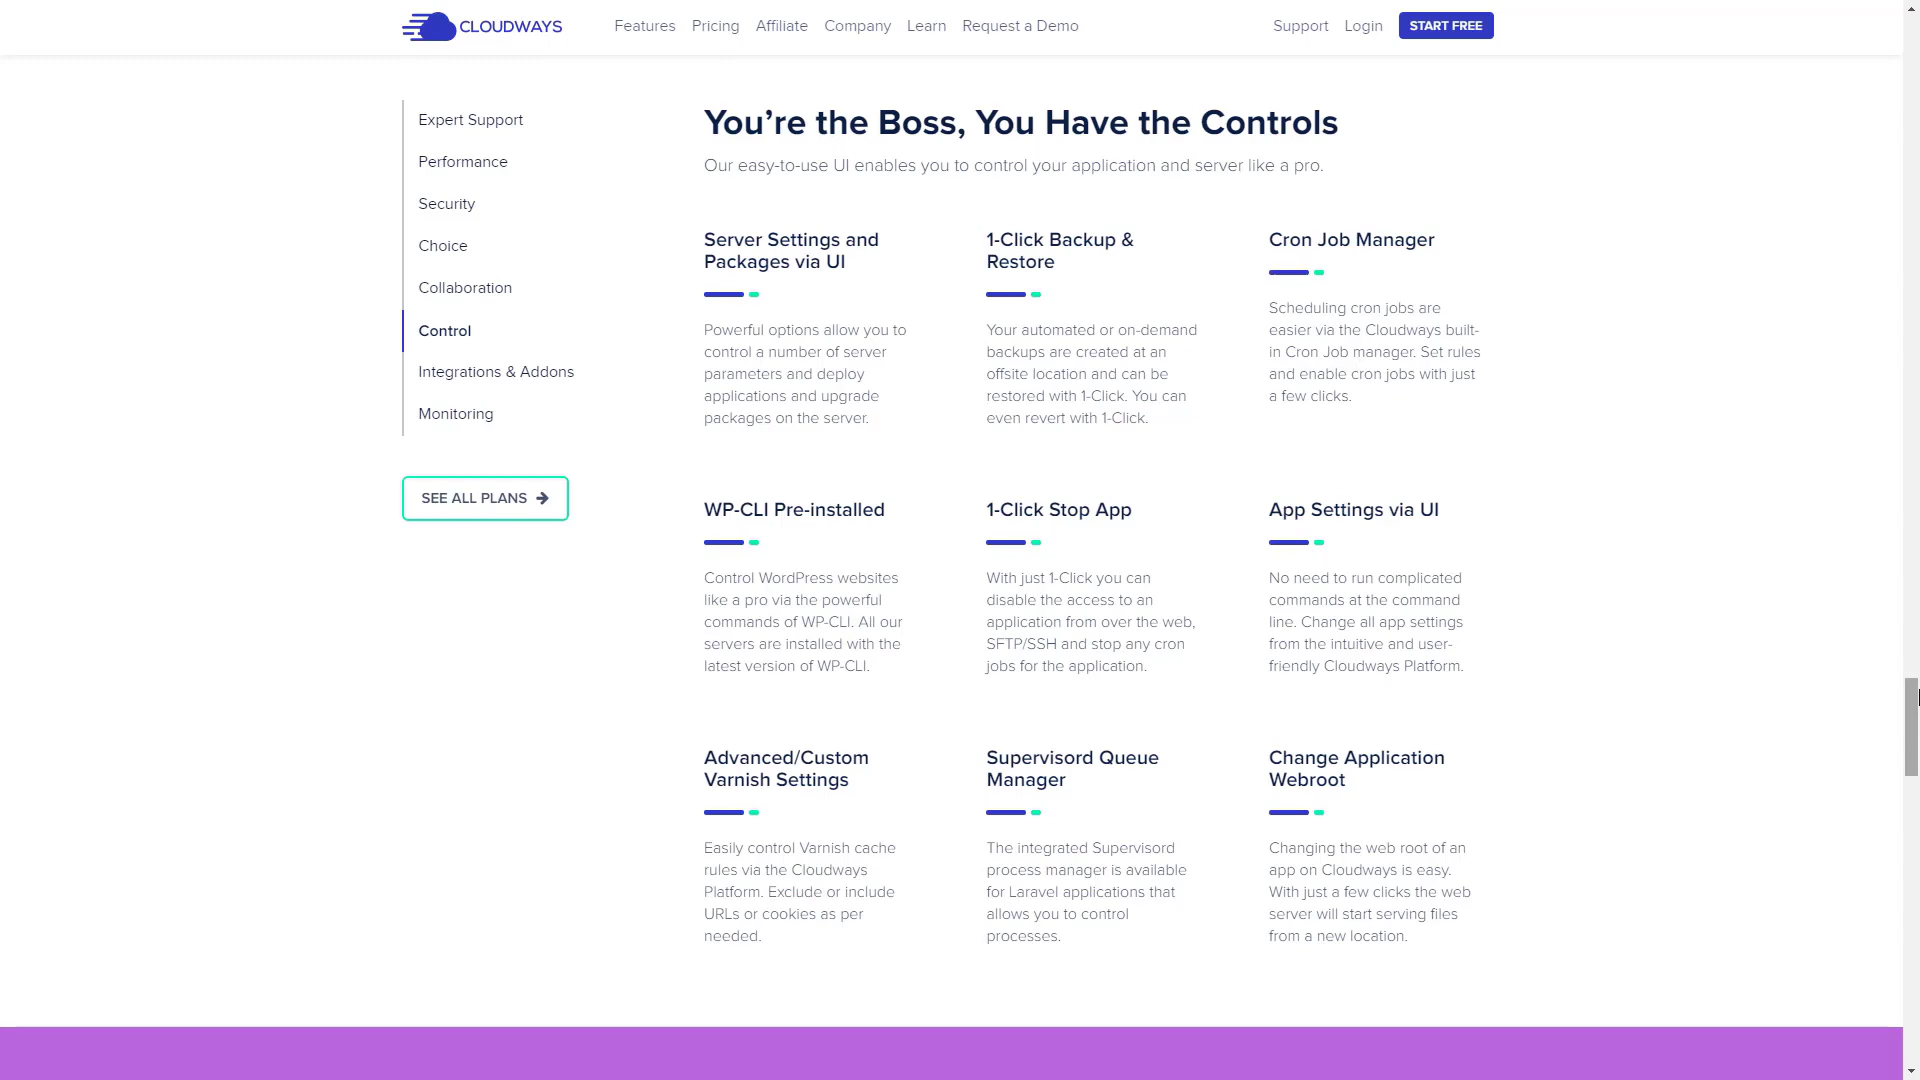 CLOUDWAYS
Features
Pricing
Affiliate
Company
Learn
Request a Demo
Support
Login
START FREE
Expert Support
Performance
Security
Choice
Collaboration
Control
Integrations & Addons
Monitoring
SEE ALL PLANS
You’re the Boss, You Have the Controls
Our easy-to-use UI enables you to control your application and server like a pro.
Server Settings and
Packages via UI
Powerful options allow you to
control a number of server
parameters and deploy
applications and upgrade
packages on the server.
1-Click Backup &
Restore
Your automated or on-demand
backups are created at an
offsite location and can be
restored with 1-Click. You can
even revert with 1-Click.
Cron Job Manager
Scheduling cron jobs are
easier via the Cloudways built-
in Cron Job manager. Set rules
and enable cron jobs with just
a few clicks.
WP-CLI Pre-installed
Control WordPress websites
like a pro via the powerful
commands of WP-CLI. All our
servers are installed with the
latest version of WP-CLI.
1-Click Stop App
With just 1-Click you can
disable the access to an
application from over the web,
SFTP/SSH and stop any cron
jobs for the application.
App Settings via UI
No need to run complicated
commands at the command
line. Change all app settings
from the intuitive and user-
friendly Cloudways Platform.
Advanced/Custom
Varnish Settings
Easily control Varnish cache
rules via the Cloudways
Platform. Exclude or include
URLs or cookies as per
needed.
Supervisord Queue
Manager
The integrated Supervisord
process manager is available
for Laravel applications that
allows you to control
processes.
Change Application
Webroot
Changing the web root of an
app on Cloudways is easy.
With just a few clicks the web
server will start serving files
from a new location.